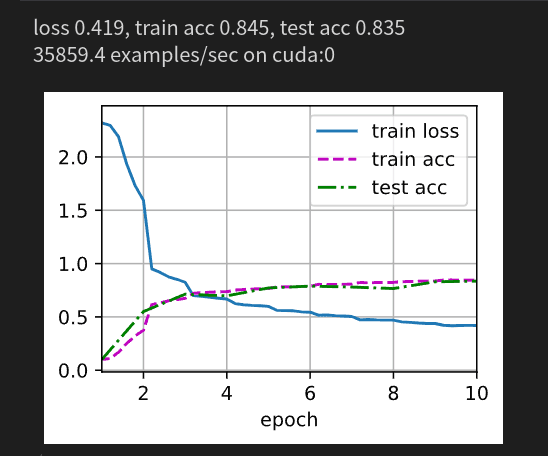 loss 0.419, train acc 0.845, test acc 0.835
35859.4 examples/sec on cuda:0
train loss
train acc
test acc
2.0
1.5
1.0
0.5
0.0
2 4 6 8 10
epoch